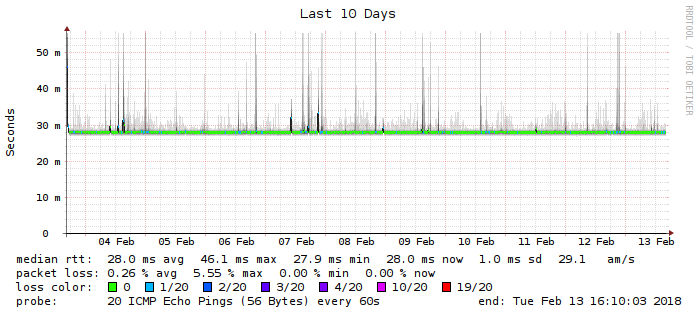 Last 10 Days
RRDTOOL / TOBI OETIKER
Seconds
50 m
40 m
30 m
20 m
10 m
0
04 Feb 05 Feb 06 Feb 07 Feb 08 Feb 09 Feb 10 Feb 11 Feb 12 Feb 13 Feb
median rtt: 28.0 ms avg 46.1 ms max 27.9 ms min 28.0 ms now 1.0 ms sd 29.1 am/s
packet loss: 0.26 % avg 5.55 % max 0.00 % min 0.00 % now
loss color: 0 1/20 2/20 3/20 4/20 10/20 19/20
probe: 20 ICMP Echo Pings (56 Bytes) every 60s end: Tue Feb 13 16:10:03 2018